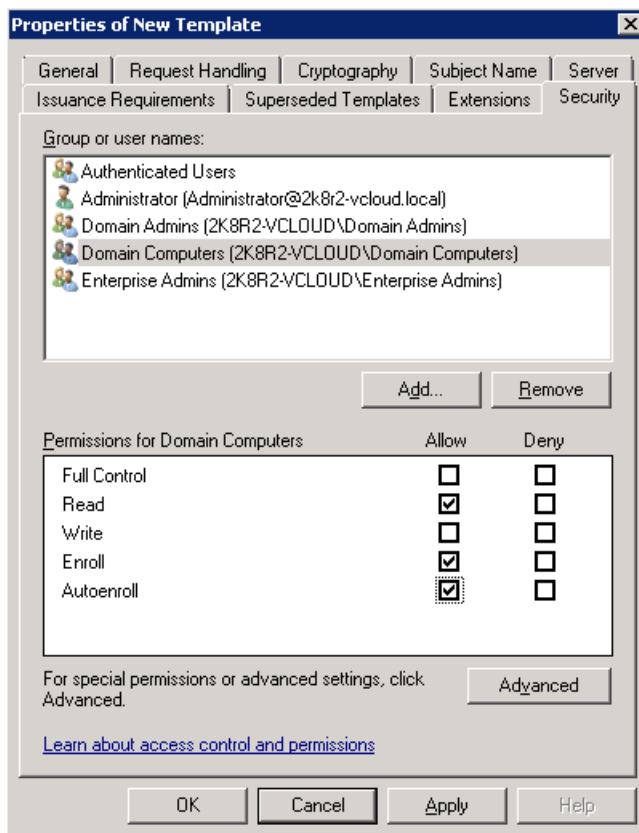 Properties of New Template
General Request Handling Cryptography Subject Name Server
Issuance Requirements Superseded Templates Extensions Security
Group or user names:
Authenticated Users
Administrator (Administrator@2k8r2-vcloud.local)
Domain Admins (2K8R2-VCLOUD\Domain Admins)
Domain Computers (2K8R2-VCLOUD\Domain Computers)
Enterprise Admins (2K8R2-VCLOUD\Enterprise Admins)
Add... Remove
Permissions for Domain Computers Allow Deny
Full Control
Read
Write
Enroll
Autoenroll
For special permissions or advanced settings, click
Advanced.
Advanced
Learn about access control and permissions
OK Cancel Apply Help